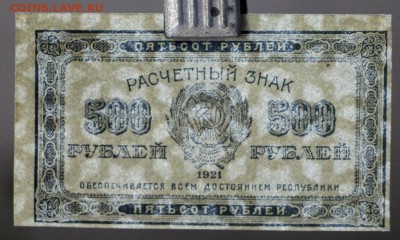 COINS.LAVE.RU
ПЯТЬСОТ РУБЛЕЙ
РАСЧЕТНЫЙ ЗНАК
500 500
РУБЛЕЙ РУБЛЕЙ
1921
ОБЕСПЕЧИВАЕТСЯ ВСЕМ ДОСТОЯНИЕМ РЕСПУБЛИКИ.
ПЯТЬСОТ РУБЛЕЙ